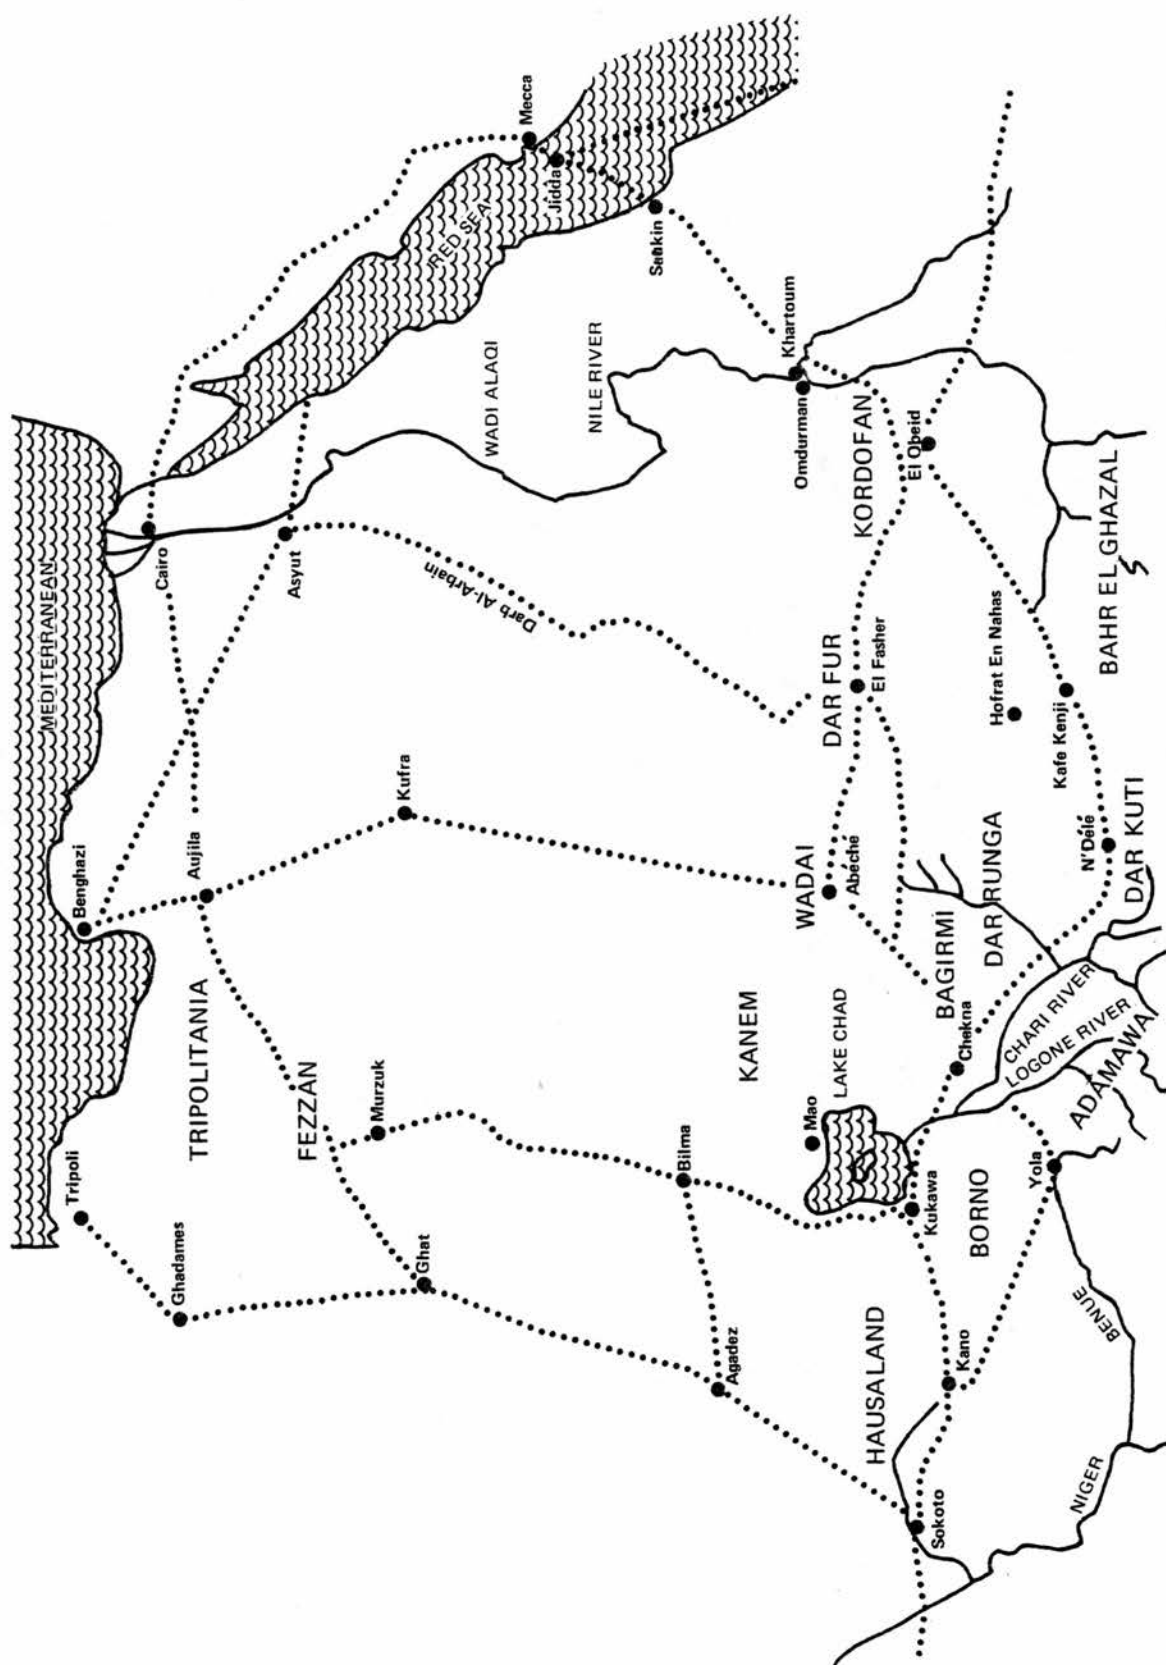 MEDITERRANEAN
Tripoli
Benghazi
Cairo
Ghadames
Aujila
Asyut
TRIPOLITANIA
FEZZAN
Murzuk
Ghat
Kufra
Darb Al-Arbain
RED SEA
Mecca
Jidda
WADI ALAQI
NILE RIVER
Bilma
Agadez
KANEM
Mao
LAKE CHAD
WADAI
Abéché
DAR FUR
El Fasher
KORDOFAN
Omdurman
Khartoum
El Obeid
HAUSALAND
Sokoto
Kano
Kukawa
BORNO
BAGIRMI
Chekna
DAR RUNGA
Hofrat En Nahas
Kafe Kenji
N'Délé
DAR KUTI
BAHR EL GHAZAL
CHARI RIVER
LOGONE RIVER
ADAMAWA
Yola
BENUE
NIGER